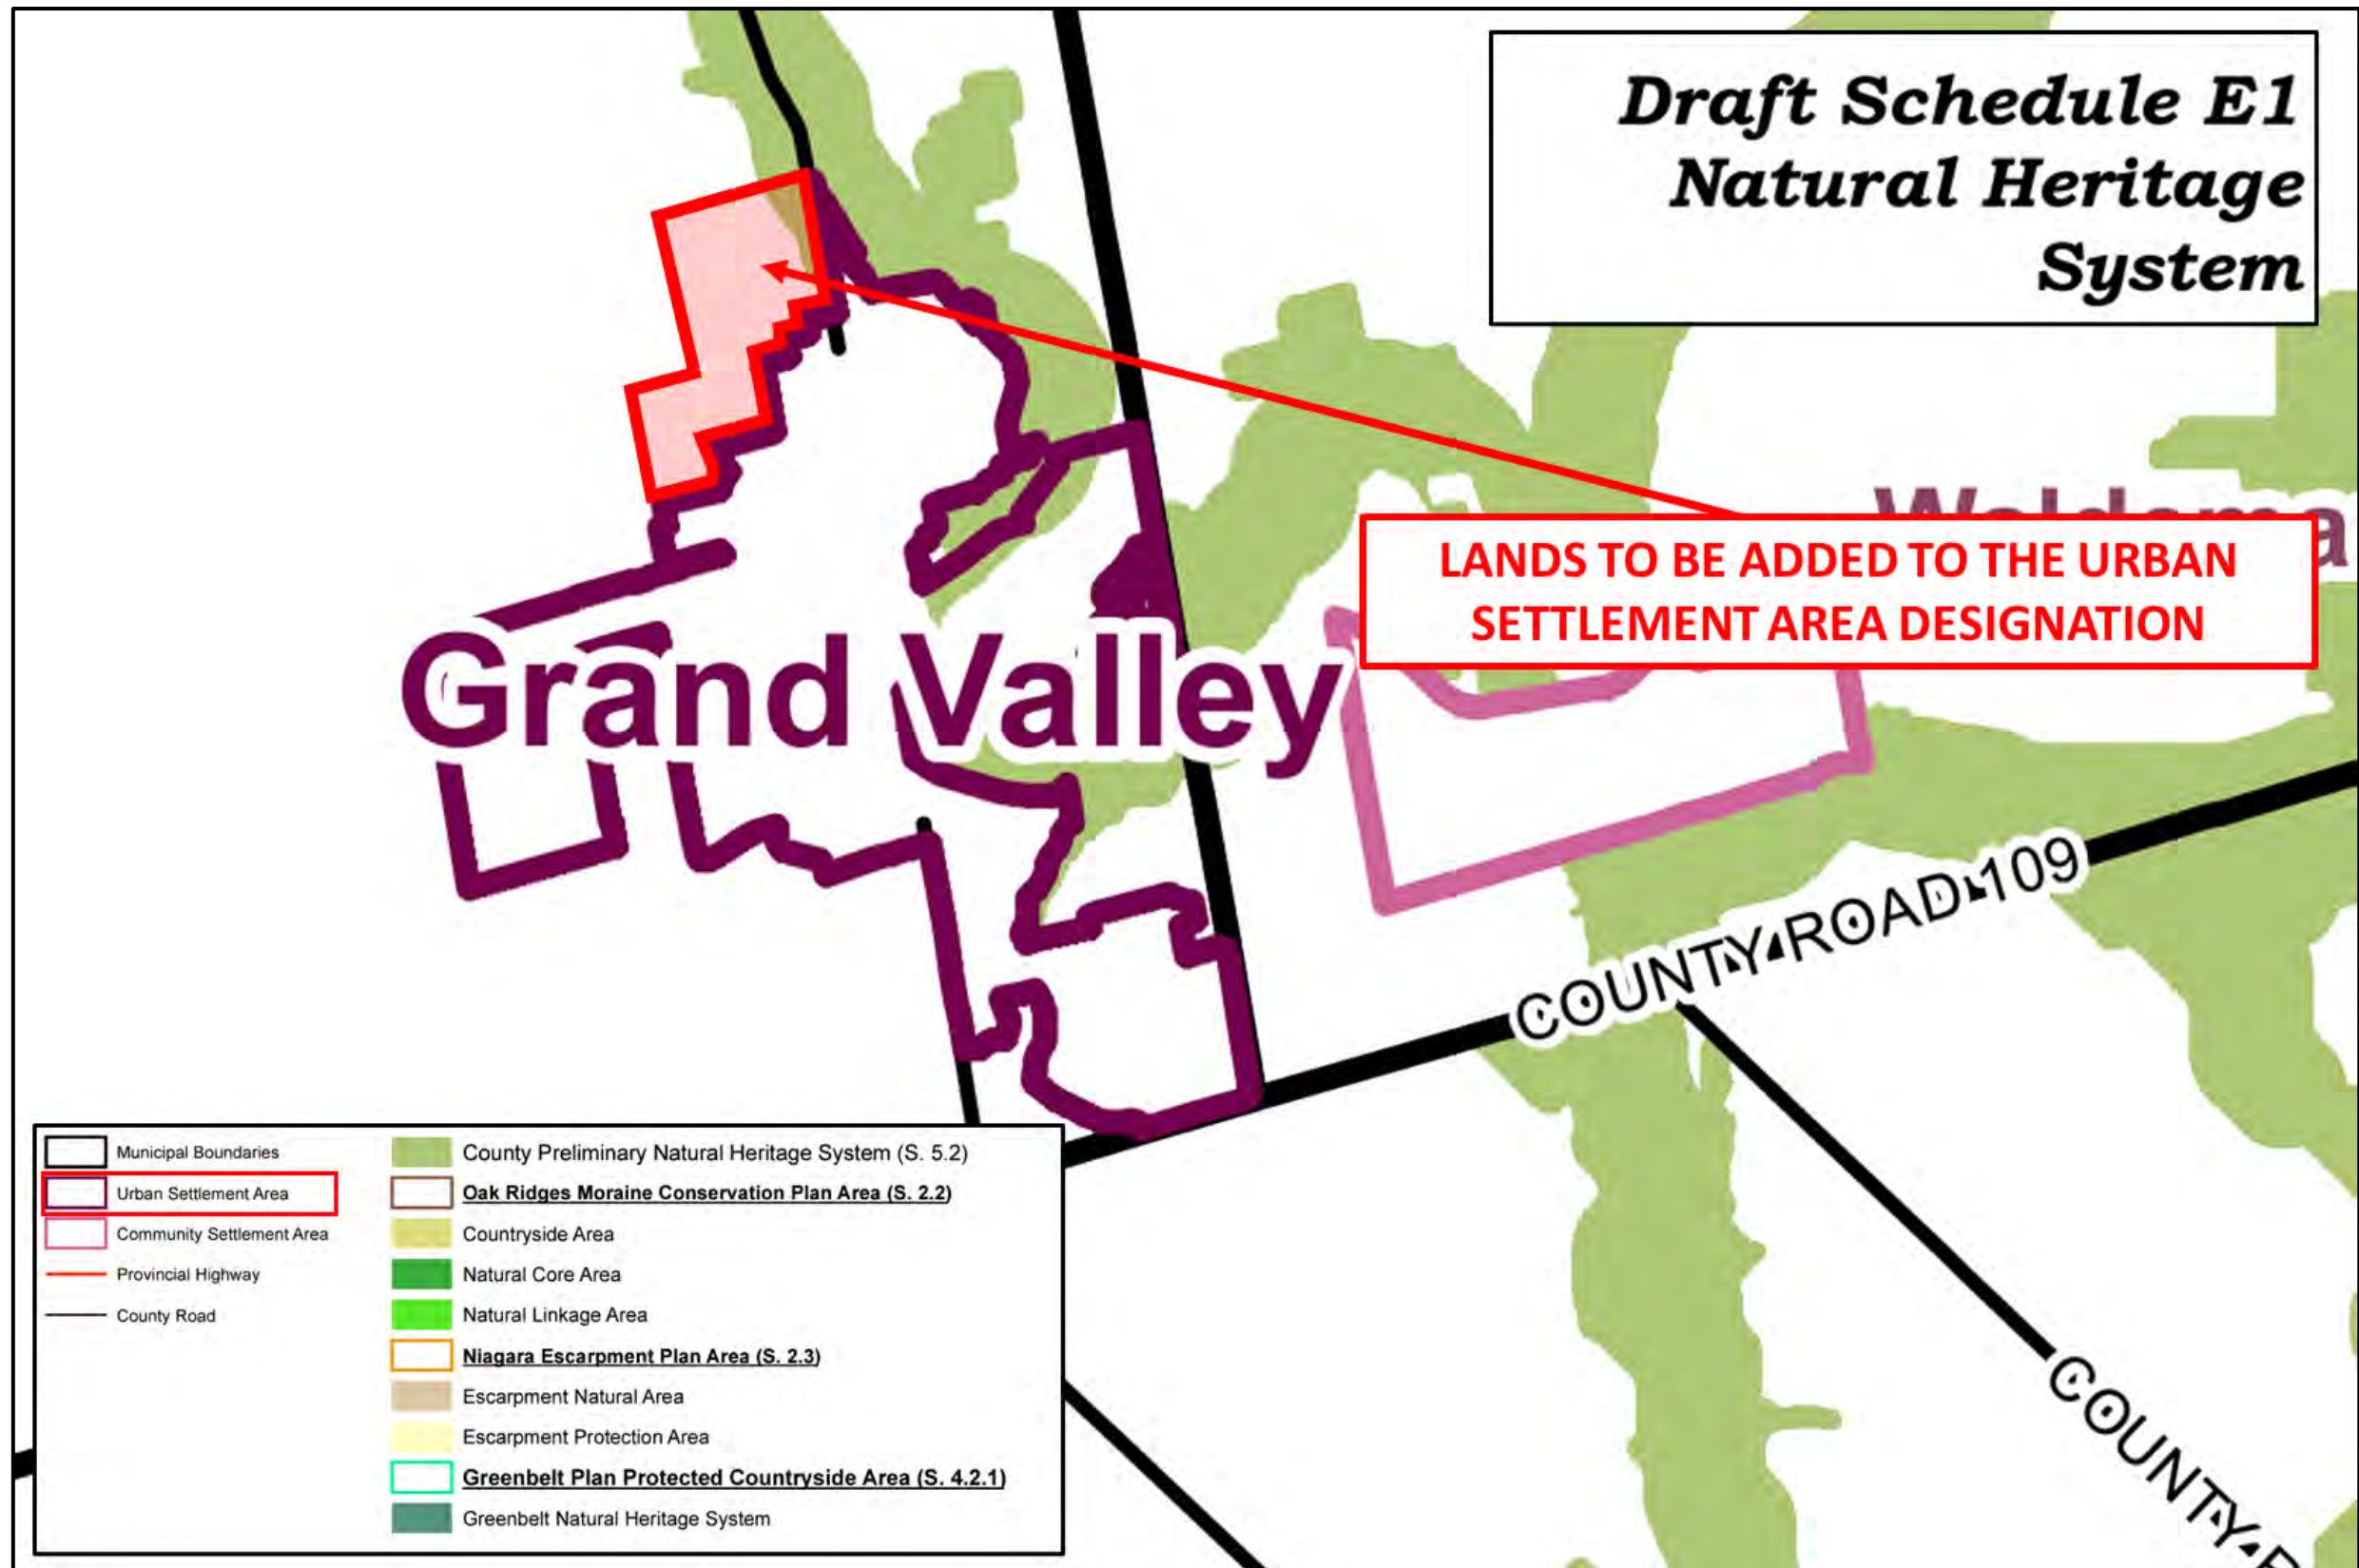 Draft Schedule E1
Natural Heritage
System
LANDS TO BE ADDED TO THE URBAN
SETTLEMENT AREA DESIGNATION
Grand Valley
COUNTY ROAD 109
COUNTY
Municipal Boundaries
Urban Settlement Area
Community Settlement Area
Provincial Highway
County Road
County Preliminary Natural Heritage System (S. 5.2)
Oak Ridges Moraine Conservation Plan Area (S. 2.2)
Countryside Area
Natural Core Area
Natural Linkage Area
Niagara Escarpment Plan Area (S. 2.3)
Escarpment Natural Area
Escarpment Protection Area
Greenbelt Plan Protected Countryside Area (S. 4.2.1)
Greenbelt Natural Heritage System